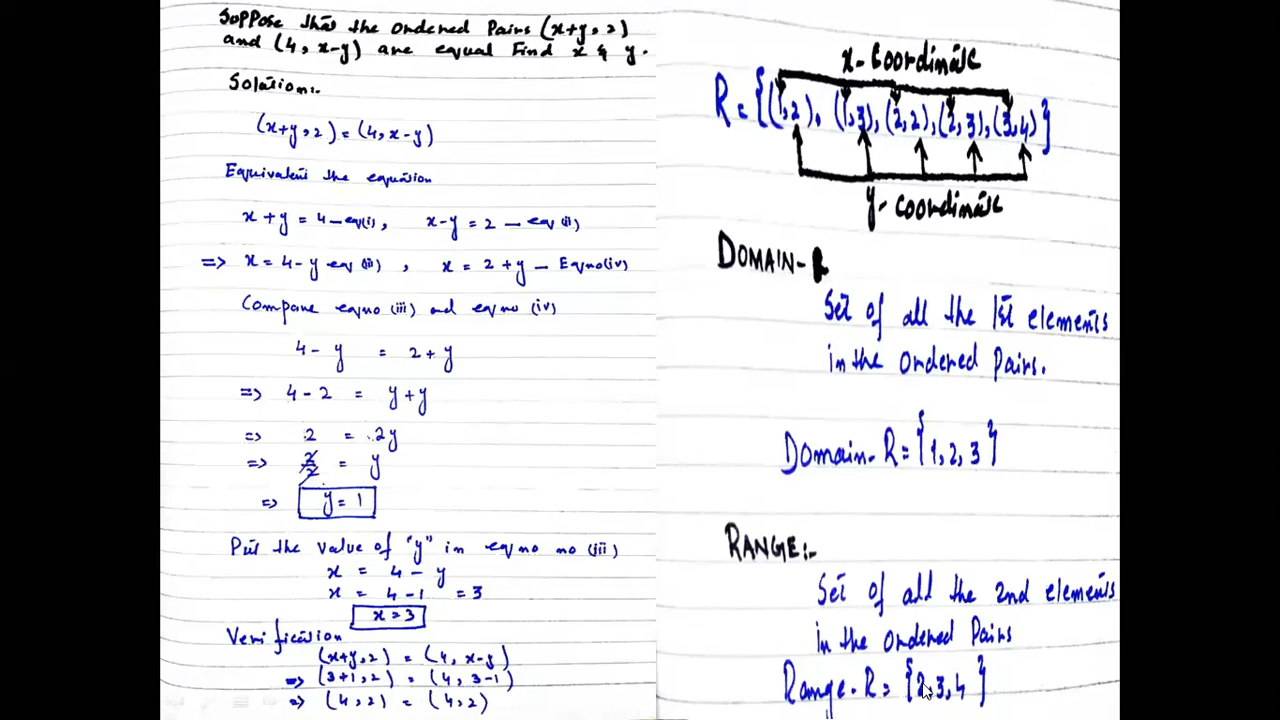 Suppose that the ordered Pairs (x+y, 2)
and (4, x-y) are equal Find x & y.
Solution:-
(x+y, 2) = (4, x-y)
Equivalent the equation
x + y = 4 — eq(i), x-y = 2 — eq (ii)
=> x = 4 - y eq (iii) , x = 2 + y — Eqno(iv)
Compare eqno (iii) and eqno (iv)
4 - y = 2 + y
=> 4 - 2 = y + y
=> 2 = 2y
=> 2/2 = y
=> y = 1
Put the value of "y" in eqno no (iii)
x = 4 - y
x = 4 - 1 = 3
x = 3
Verification
(x+y, 2) = (4, x-y)
=> (3+1, 2) = (4, 3-1)
=> (4, 2) = (4, 2)
x - Coordinate
R = {(1,2), (1,3), (2,2), (2,3), (3,4)}
y - Coordinate
DOMAIN - R
Set of all the 1st elements
in the ordered Pairs.
Domain - R = {1, 2, 3}
RANGE:-
Set of all the 2nd elements
in the ordered Pairs
Range - R = {2, 3, 4}